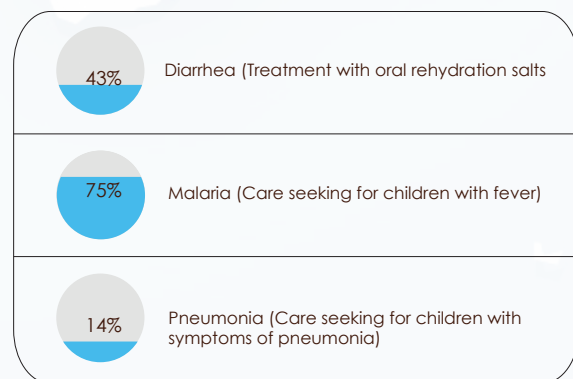 43%
Diarrhea (Treatment with oral rehydration salts
75%
Malaria (Care seeking for children with fever)
14%
Pneumonia (Care seeking for children with
symptoms of pneumonia)